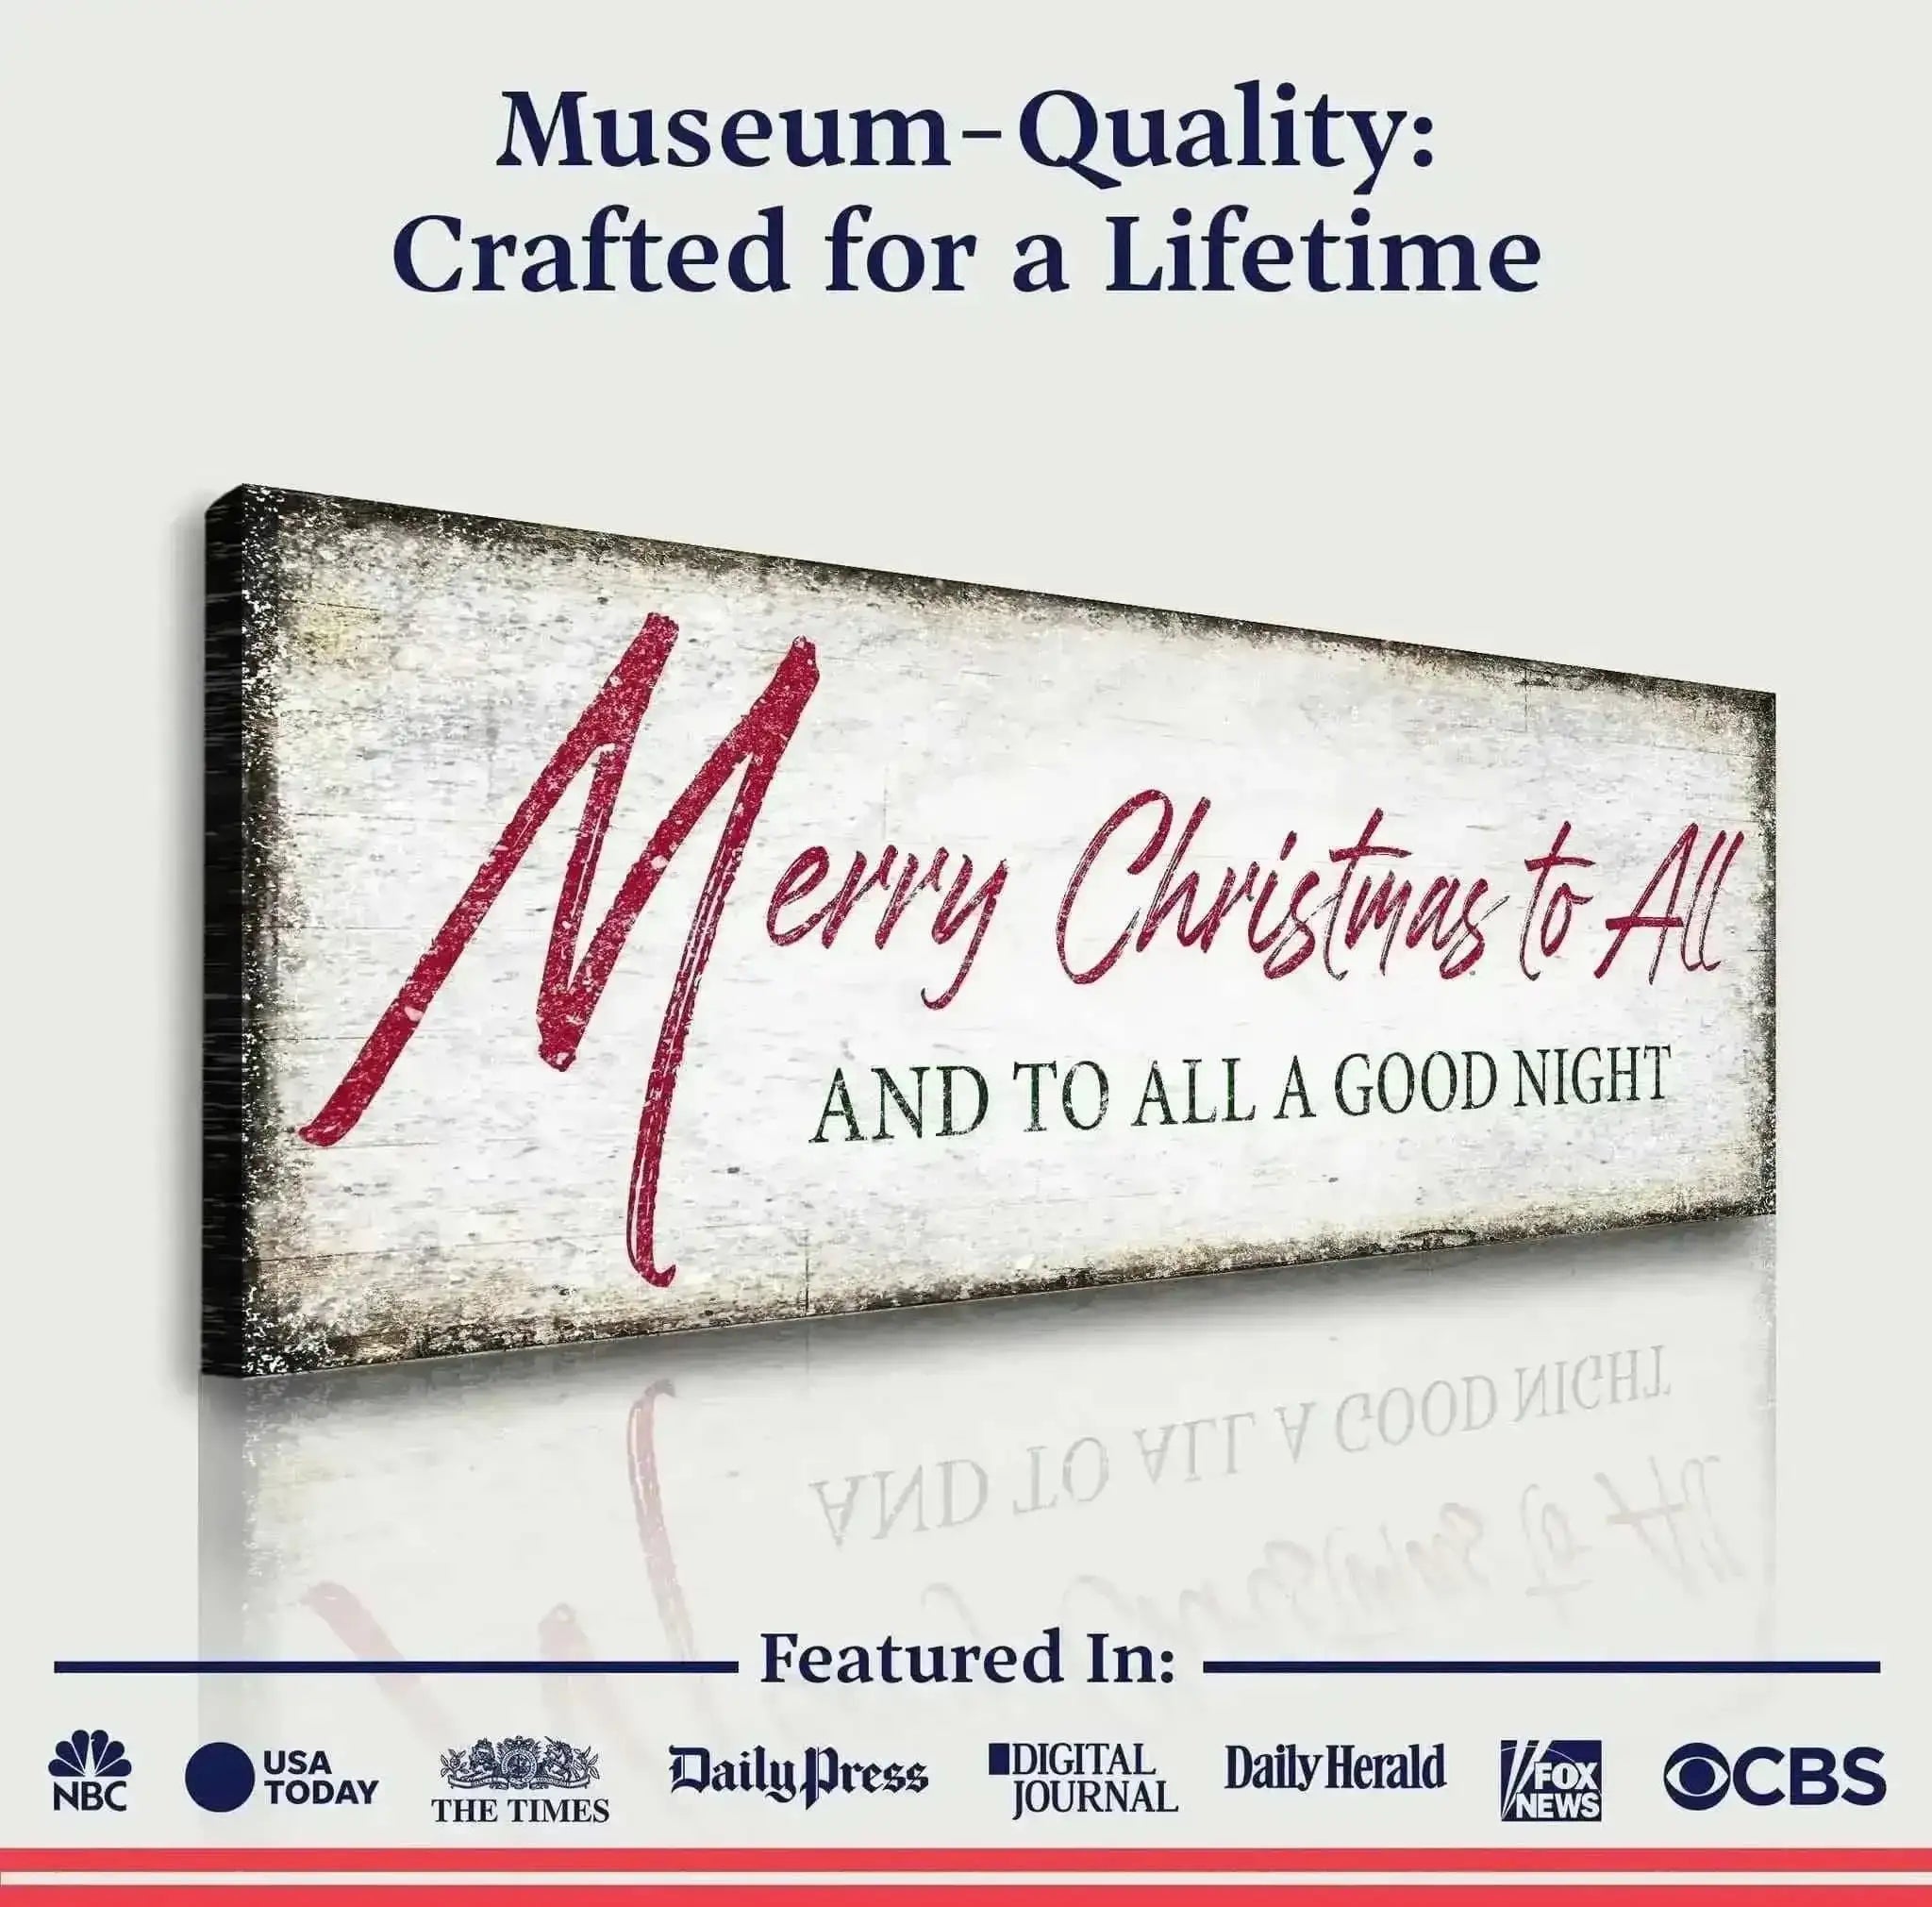 Museum-Quality:
Crafted for a Lifetime
Merry Christmas to All
AND TO ALL A GOOD NIGHT
Featured In:
NBC
USA TODAY
THE TIMES
Daily Press
DIGITAL JOURNAL
Daily Herald
FOX NEWS
CBS